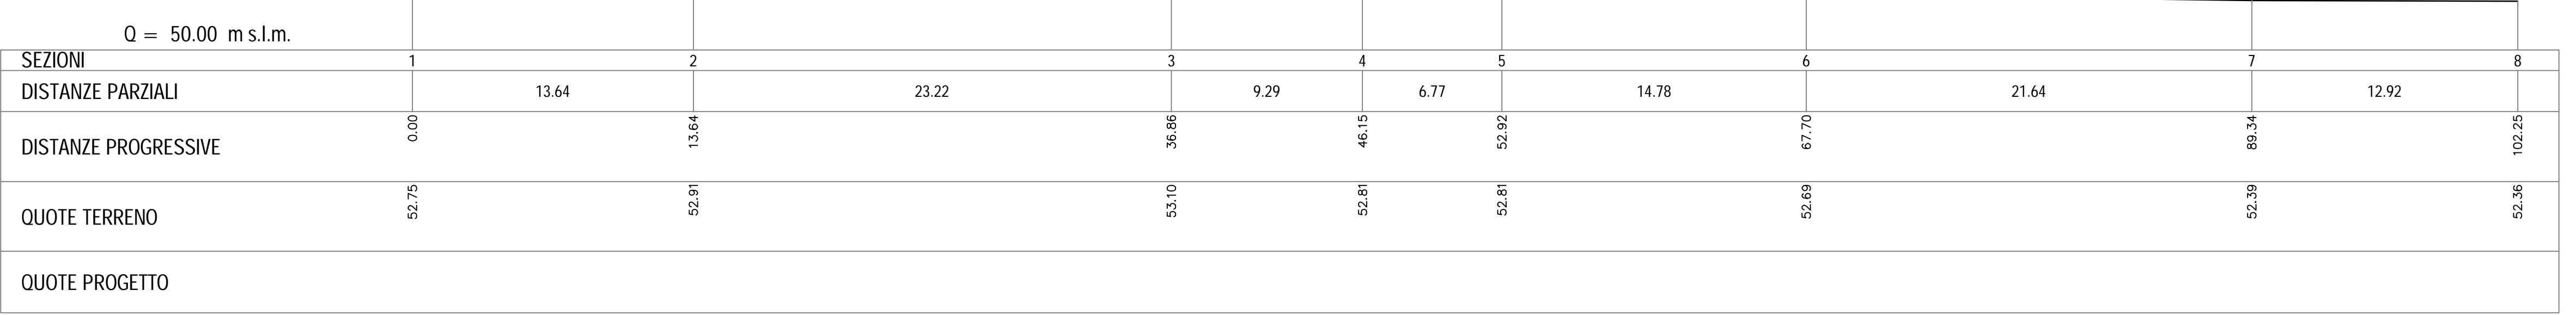 Q = 50.00 m s.l.m.
SEZIONI 1 2 3 4 5 6 7 8
DISTANZE PARZIALI 13.64 23.22 9.29 6.77 14.78 21.64 12.92
DISTANZE PROGRESSIVE 0.00 13.64 36.86 46.15 52.92 67.70 89.34 102.25
QUOTE TERRENO 52.75 52.91 53.10 52.81 52.81 52.69 52.39 52.36
QUOTE PROGETTO